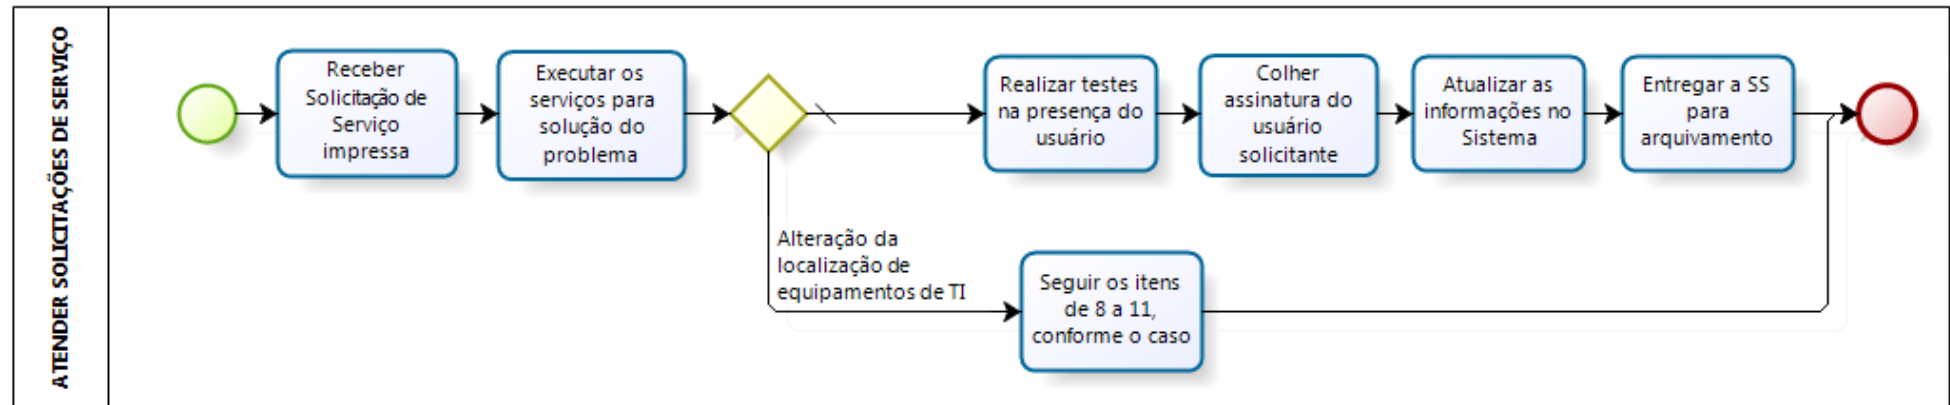 ATENDER SOLICITAÇÕES DE SERVIÇO
Receber
Solicitação de
Serviço
impressa
Executar os
serviços para
solução do
problema
Realizar testes
na presença do
usuário
Colher
assinatura do
usuário
solicitante
Atualizar as
informações no
Sistema
Entregar a SS
para
arquivamento
Alteração da
localização de
equipamentos de TI
Seguir os itens
de 8 a 11,
conforme o caso